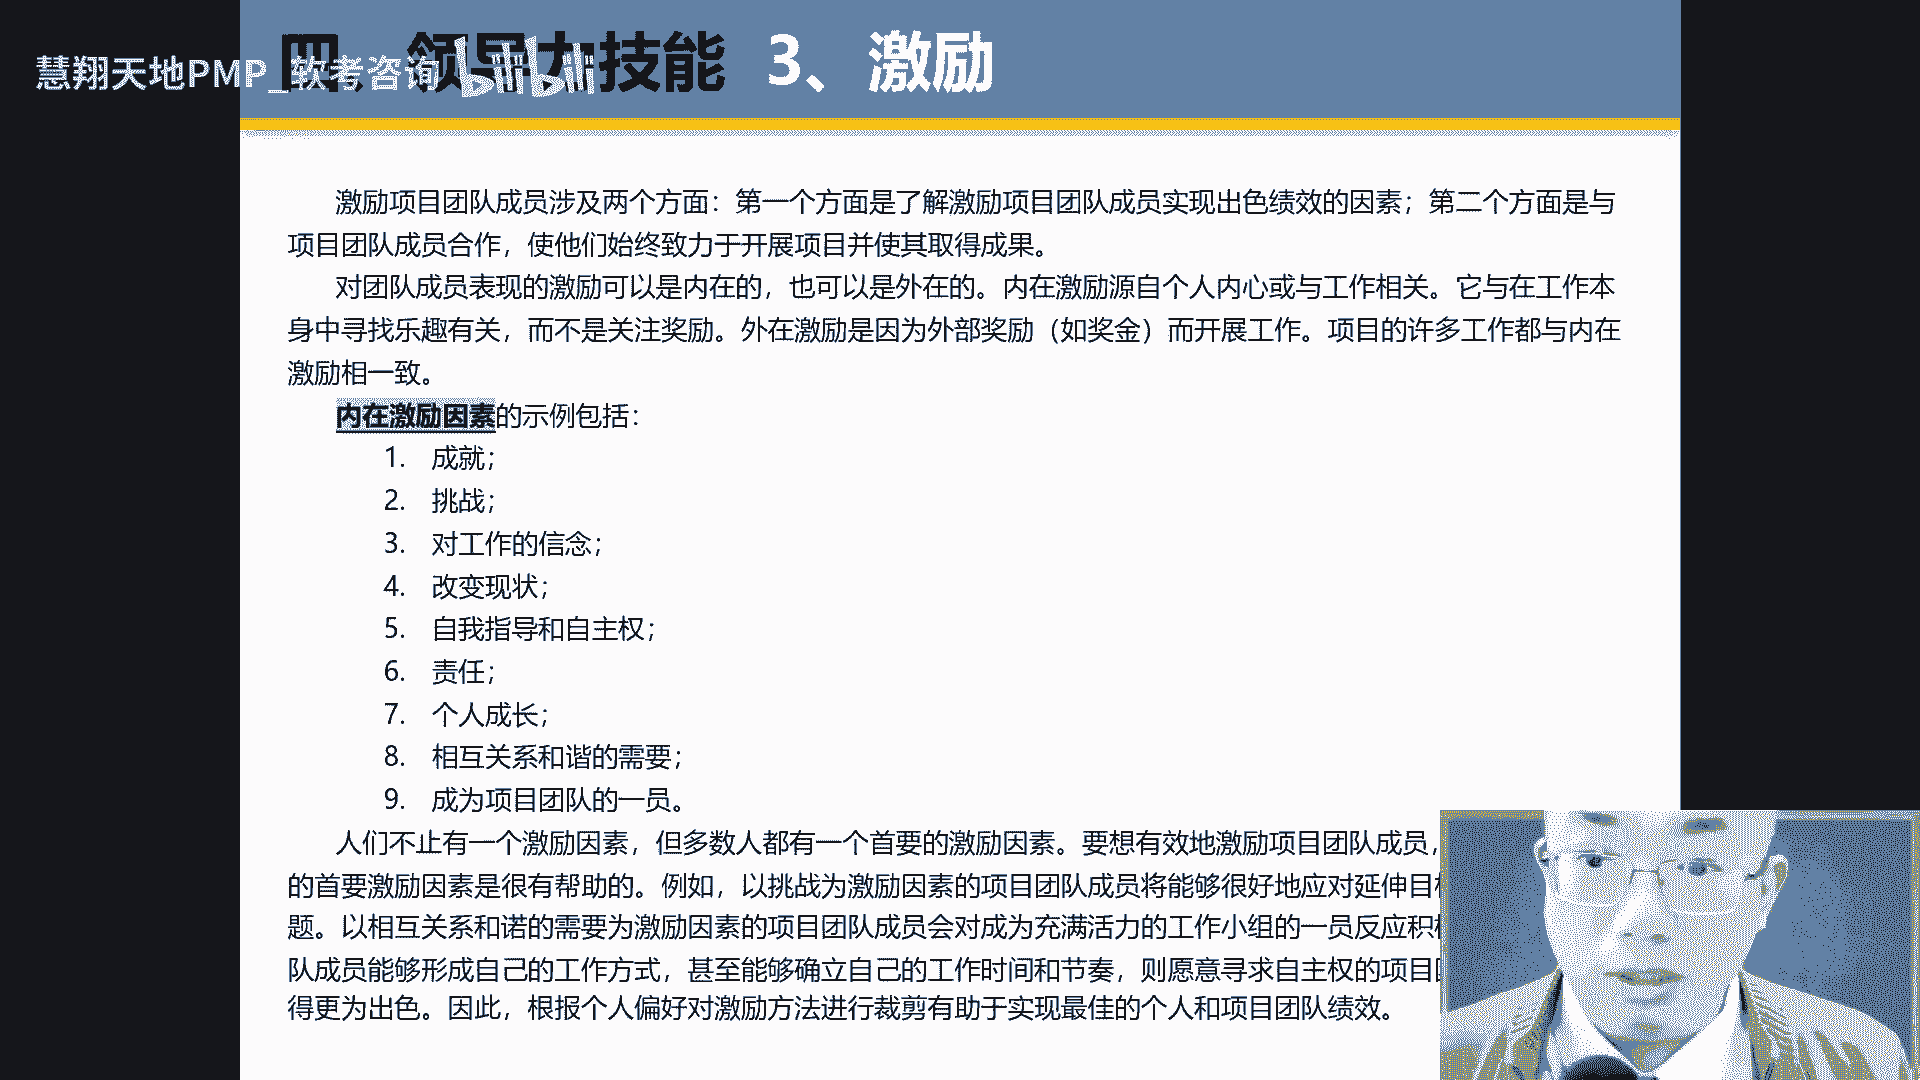 慧翔天地PMP_软考咨询 bilibili
四、领导力技能 3、激励
激励项目团队成员涉及两个方面：第一个方面是了解激励项目团队成员实现出色绩效的因素；第二个方面是与
项目团队成员合作，使他们始终致力于开展项目并使其取得成果。
对团队成员表现的激励可以是内在的，也可以是外在的。内在激励源自个人内心或与工作相关。它与在工作本
身中寻找乐趣有关，而不是关注奖励。外在激励是因为外部奖励（如奖金）而开展工作。项目的许多工作都与内在
激励相一致。
内在激励因素的示例包括：
1. 成就；
2. 挑战；
3. 对工作的信念；
4. 改变现状；
5. 自我指导和自主权；
6. 责任；
7. 个人成长；
8. 相互关系和谐的需要；
9. 成为项目团队的一员。
人们不止有一个激励因素，但多数人都有一个首要的激励因素。要想有效地激励项目团队成员，
的首要激励因素是很有帮助的。例如，以挑战为激励因素的项目团队成员将能够很好地应对延伸目
题。以相互关系和诺的需要为激励因素的项目团队成员会对成为充满活力的工作小组的一员反应积
队成员能够形成自己的工作方式，甚至能够确立自己的工作时间和节奏，则愿意寻求自主权的项目
得更为出色。因此，根报个人偏好对激励方法进行裁剪有助于实现最佳的个人和项目团队绩效。